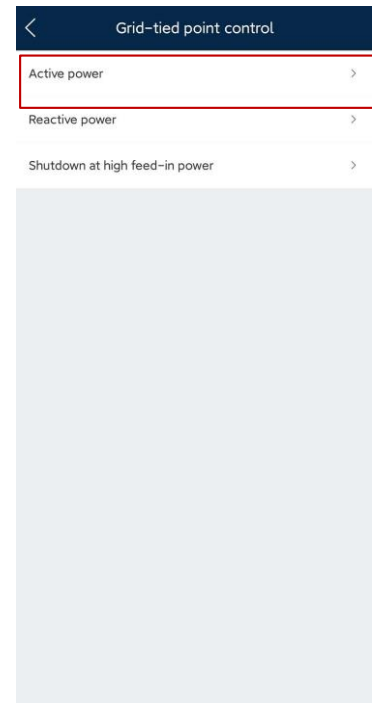 Grid-tied point control
Active power
Reactive power
Shutdown at high feed-in power